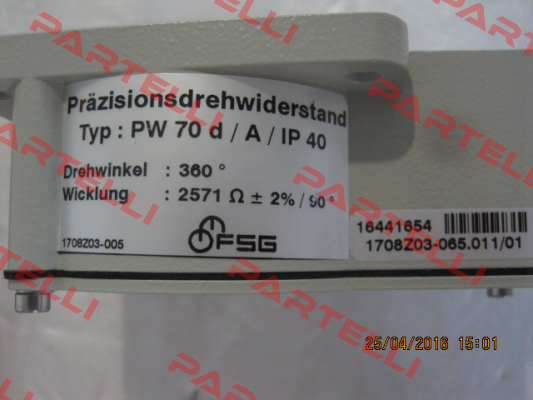 Präzisionsdrehwiderstand
Typ : PW 70 d / A / IP 40
Drehwinkel : 360 °
Wicklung : 2571 Ω ± 2% / 90°
1708Z03-005
FSG
16441654
1708Z03-065.011/01
25/04/2016 15:01
PARTELLI
PARTELLI
PARTELLI
PARTELLI
PARTELLI
PARTELLI
PARTELLI